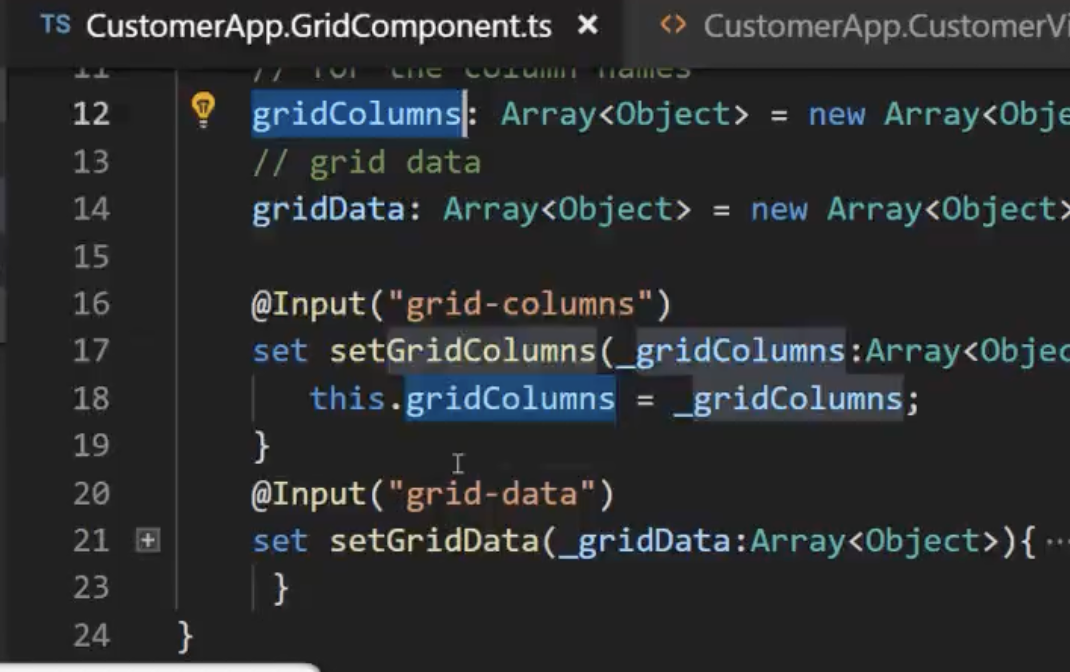 TS CustomerApp.GridComponent.ts × <> CustomerApp.CustomerVi
11 // for the column names
12 gridColumns: Array<Object> = new Array<Obje
13 // grid data
14 gridData: Array<Object> = new Array<Object>
15
16 @Input("grid-columns")
17 set setGridColumns(_gridColumns:Array<Objec
18 this.gridColumns = _gridColumns;
19 }
20 @Input("grid-data")
21 set setGridData(_gridData:Array<Object>){···
23 }
24 }